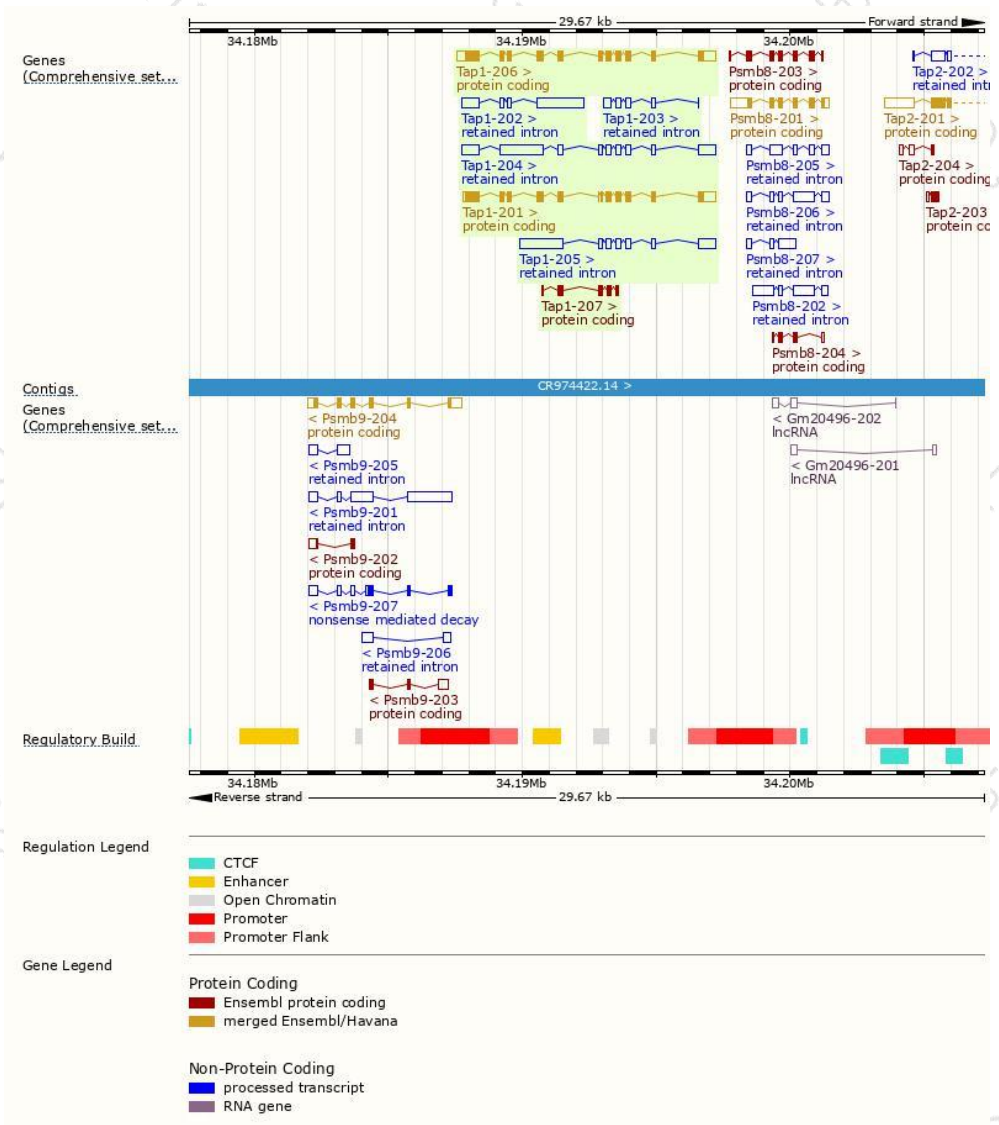 29.67 kb
Forward strand
34.18Mb 34.19Mb 34.20Mb
Genes
(Comprehensive set...
Tap1-206 >
protein coding
Psmb8-203 >
protein coding
Tap2-202 >
retained intr
Tap1-202 >
retained intron
Tap1-203 >
retained intron
Psmb8-201 >
protein coding
Tap2-201 >
protein coding
Tap1-204 >
retained intron
Psmb8-205 >
retained intron
Tap2-204 >
protein coding
Tap1-201 >
protein coding
Psmb8-206 >
retained intron
Tap2-203
protein co
Tap1-205 >
retained intron
Psmb8-207 >
retained intron
Tap1-207 >
protein coding
Psmb8-202 >
retained intron
Psmb8-204 >
protein coding
Contigs
CR974422.14 >
Genes
(Comprehensive set...
< Psmb9-204
protein coding
< Gm20496-202
lncRNA
< Psmb9-205
retained intron
< Gm20496-201
lncRNA
< Psmb9-201
retained intron
< Psmb9-202
protein coding
< Psmb9-207
nonsense mediated decay
< Psmb9-206
retained intron
< Psmb9-203
protein coding
Regulatory Build
34.18Mb 34.19Mb 34.20Mb
Reverse strand
29.67 kb
Regulation Legend
CTCF
Enhancer
Open Chromatin
Promoter
Promoter Flank
Gene Legend
Protein Coding
Ensembl protein coding
merged Ensembl/Havana
Non-Protein Coding
processed transcript
RNA gene